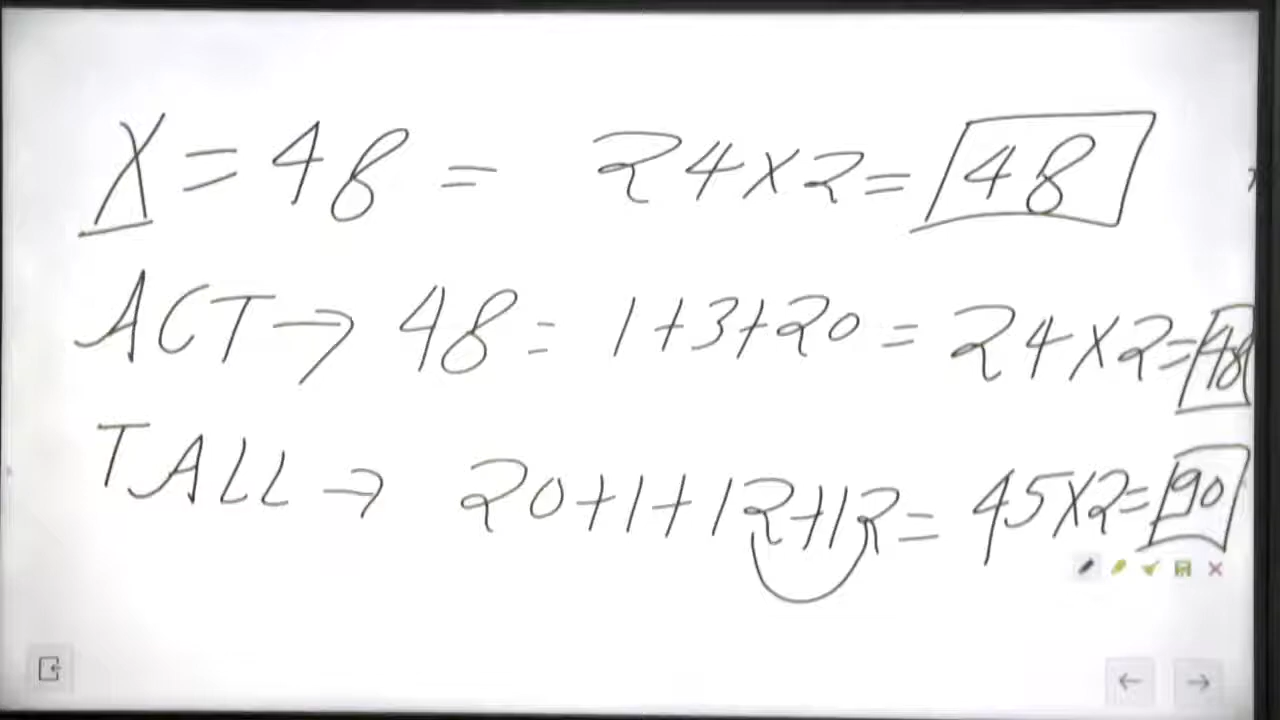 X = 48 = 24 x 2 = 48
ACT → 48 = 1+3+20 = 24 x 2 = 48
TALL → 20+1+12+12 = 45 x 2 = 90